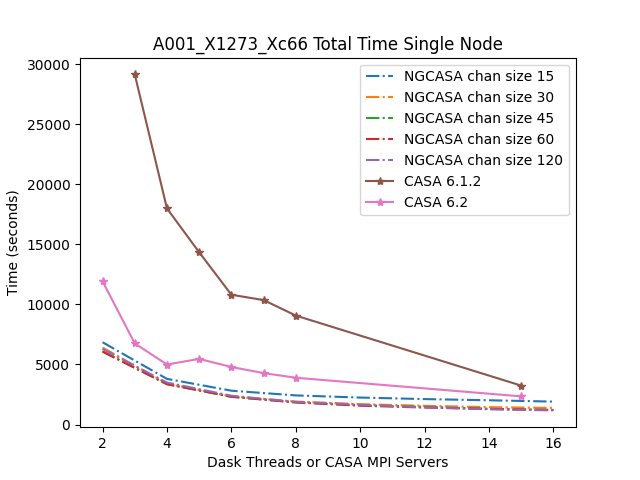 A001_X1273_Xc66 Total Time Single Node
30000
25000
20000
15000
10000
5000
0
Time (seconds)
NGCASA chan size 15
NGCASA chan size 30
NGCASA chan size 45
NGCASA chan size 60
NGCASA chan size 120
CASA 6.1.2
CASA 6.2
2 4 6 8 10 12 14 16
Dask Threads or CASA MPI Servers